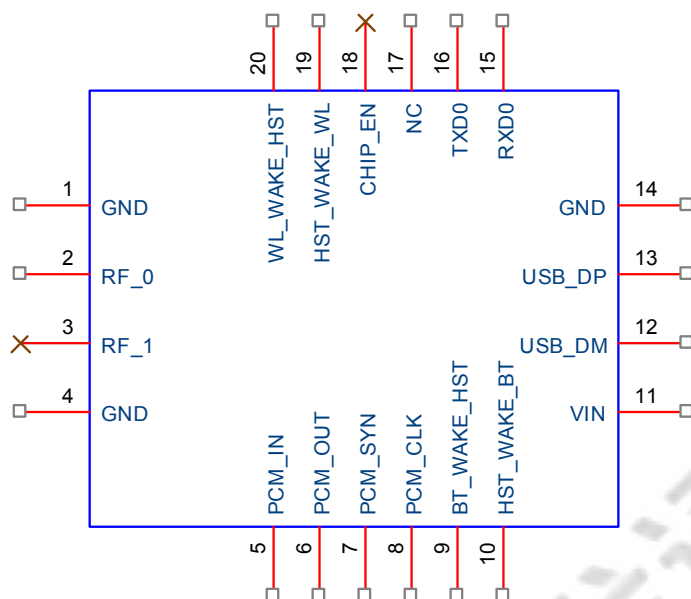 20 19 18 17 16 15
WL_WAKE_HST HST_WAKE_WL CHIP_EN NC TXD0 RXD0
1 GND GND 14
2 RF_0 USB_DP 13
3 RF_1 USB_DM 12
4 GND VIN 11
PCM_IN PCM_OUT PCM_SYN PCM_CLK BT_WAKE_HST HST_WAKE_BT
5 6 7 8 9 10